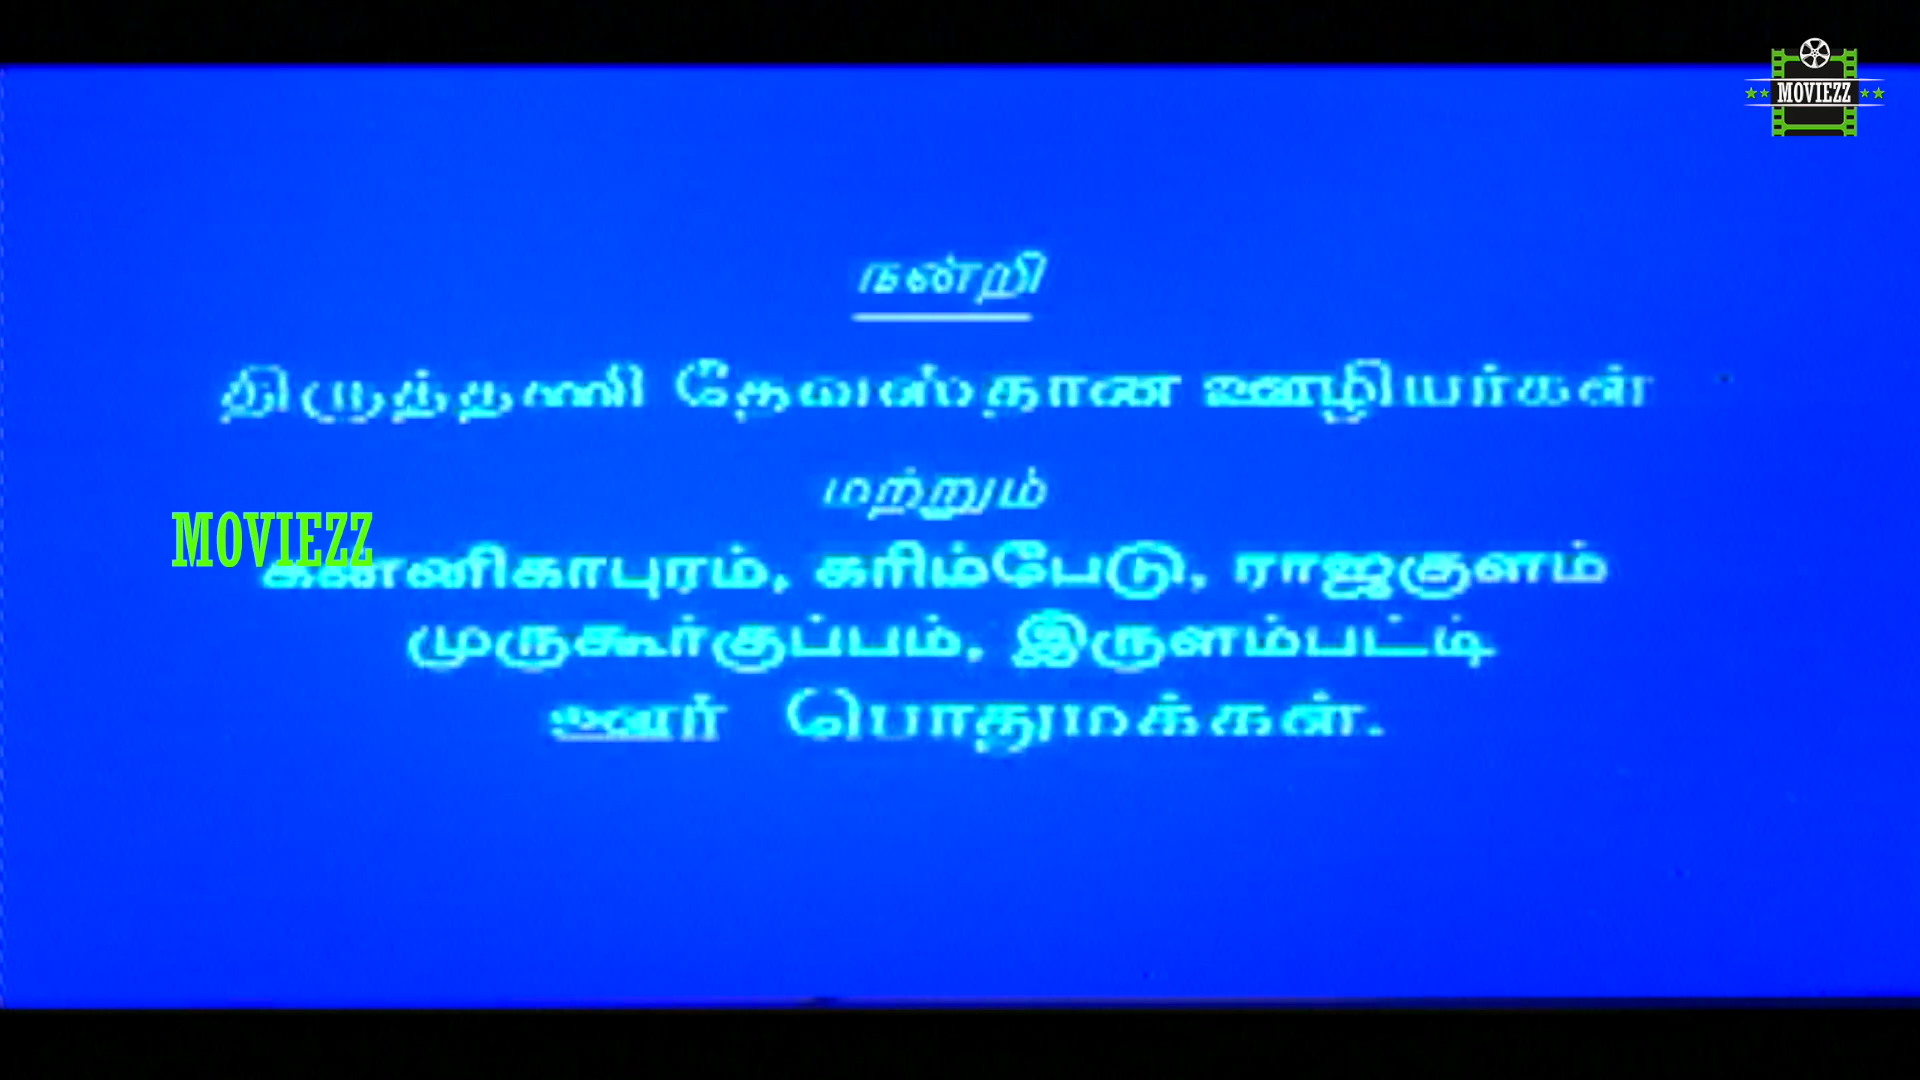 MOVIEZZ
நன்றி
திருத்தணி தேவஸ்தான ஊழியர்கள்
மற்றும்
MOVIEZZ
கன்னிகாபுரம், கரிம்பேடு, ராஜகுளம்
முருகூர்குப்பம், இருளம்பட்டி
ஊர் பொதுமக்கள்.